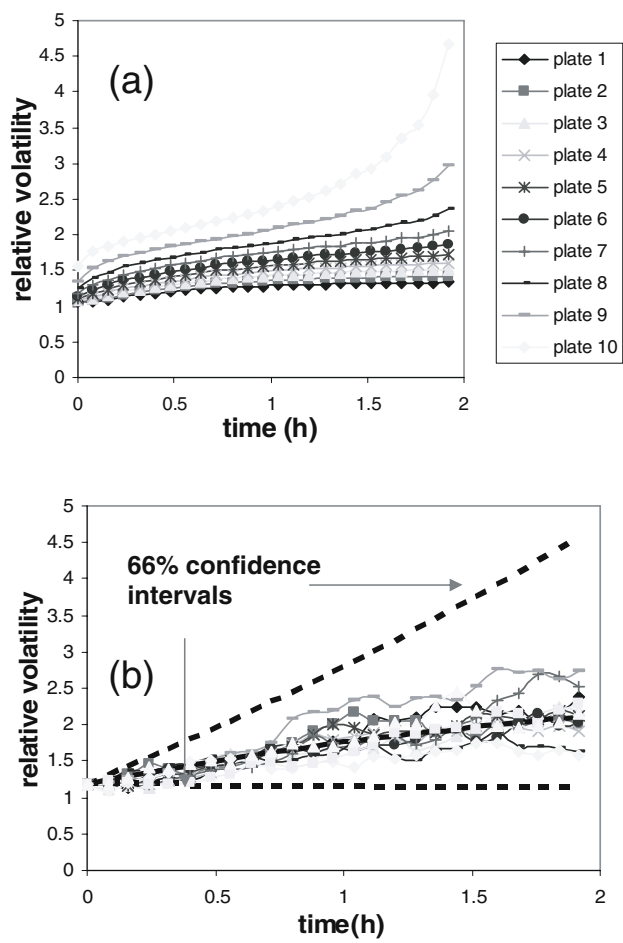 5
4.5
4
3.5
3
2.5
2
1.5
1
0.5
0
0
0.5
1
1.5
2
relative volatility
time (h)
(a)
plate 1
plate 2
plate 3
plate 4
plate 5
plate 6
plate 7
plate 8
plate 9
plate 10
5
4.5
4
3.5
3
2.5
2
1.5
1
0.5
0
0
0.5
1
1.5
2
relative volatility
time(h)
66% confidence
intervals
(b)